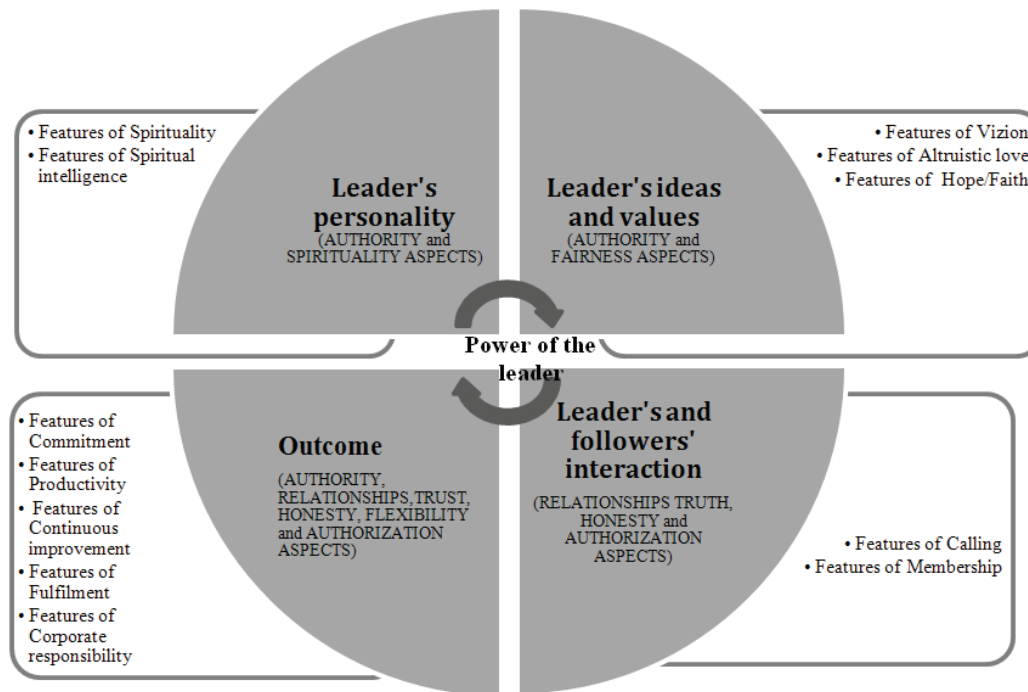 • Features of Spirituality
• Features of Spiritual
intelligence
Leader's
personality
(AUTHORITY and
SPIRITUALITY ASPECTS)
Leader's ideas
and values
(AUTHORITY and
FAIRNESS ASPECTS)
• Features of Vizion
• Features of Altruistic love
• Features of Hope/Faith
Power of the
leader
• Features of
Commitment
• Features of
Productivity
• Features of
Continuous
improvement
• Features of
Fulfilment
• Features of
Corporate
responsibility
Outcome
(AUTHORITY,
RELATIONSHIPS,TRUST,
HONESTY, FLEXIBILITY
and AUTHORIZATION
ASPECTS)
Leader's and
followers'
interaction
(RELATIONSHIPS TRUTH,
HONESTY and
AUTHORIZATION
ASPECTS)
• Features of Calling
• Features of Membership